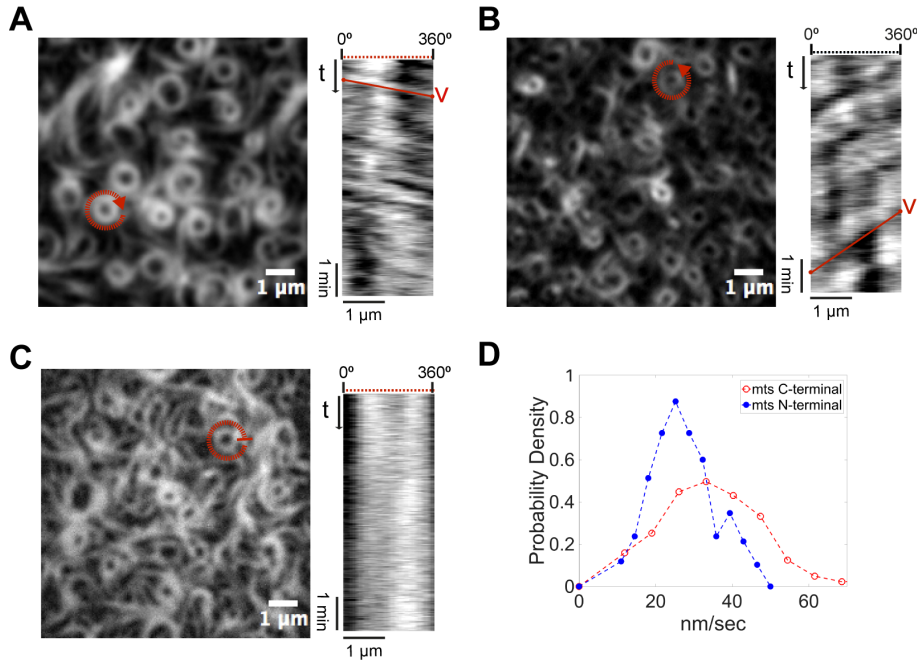 A
0º 360º
t
V
1 min
1 µm
1 µm
B
0º 360º
t
V
1 min
1 µm
1 µm
C
0º 360º
t
1 min
1 µm
1 µm
D
1
0.8
0.6
0.4
0.2
0
Probability Density
mts C-terminal
mts N-terminal
0 20 40 60
nm/sec